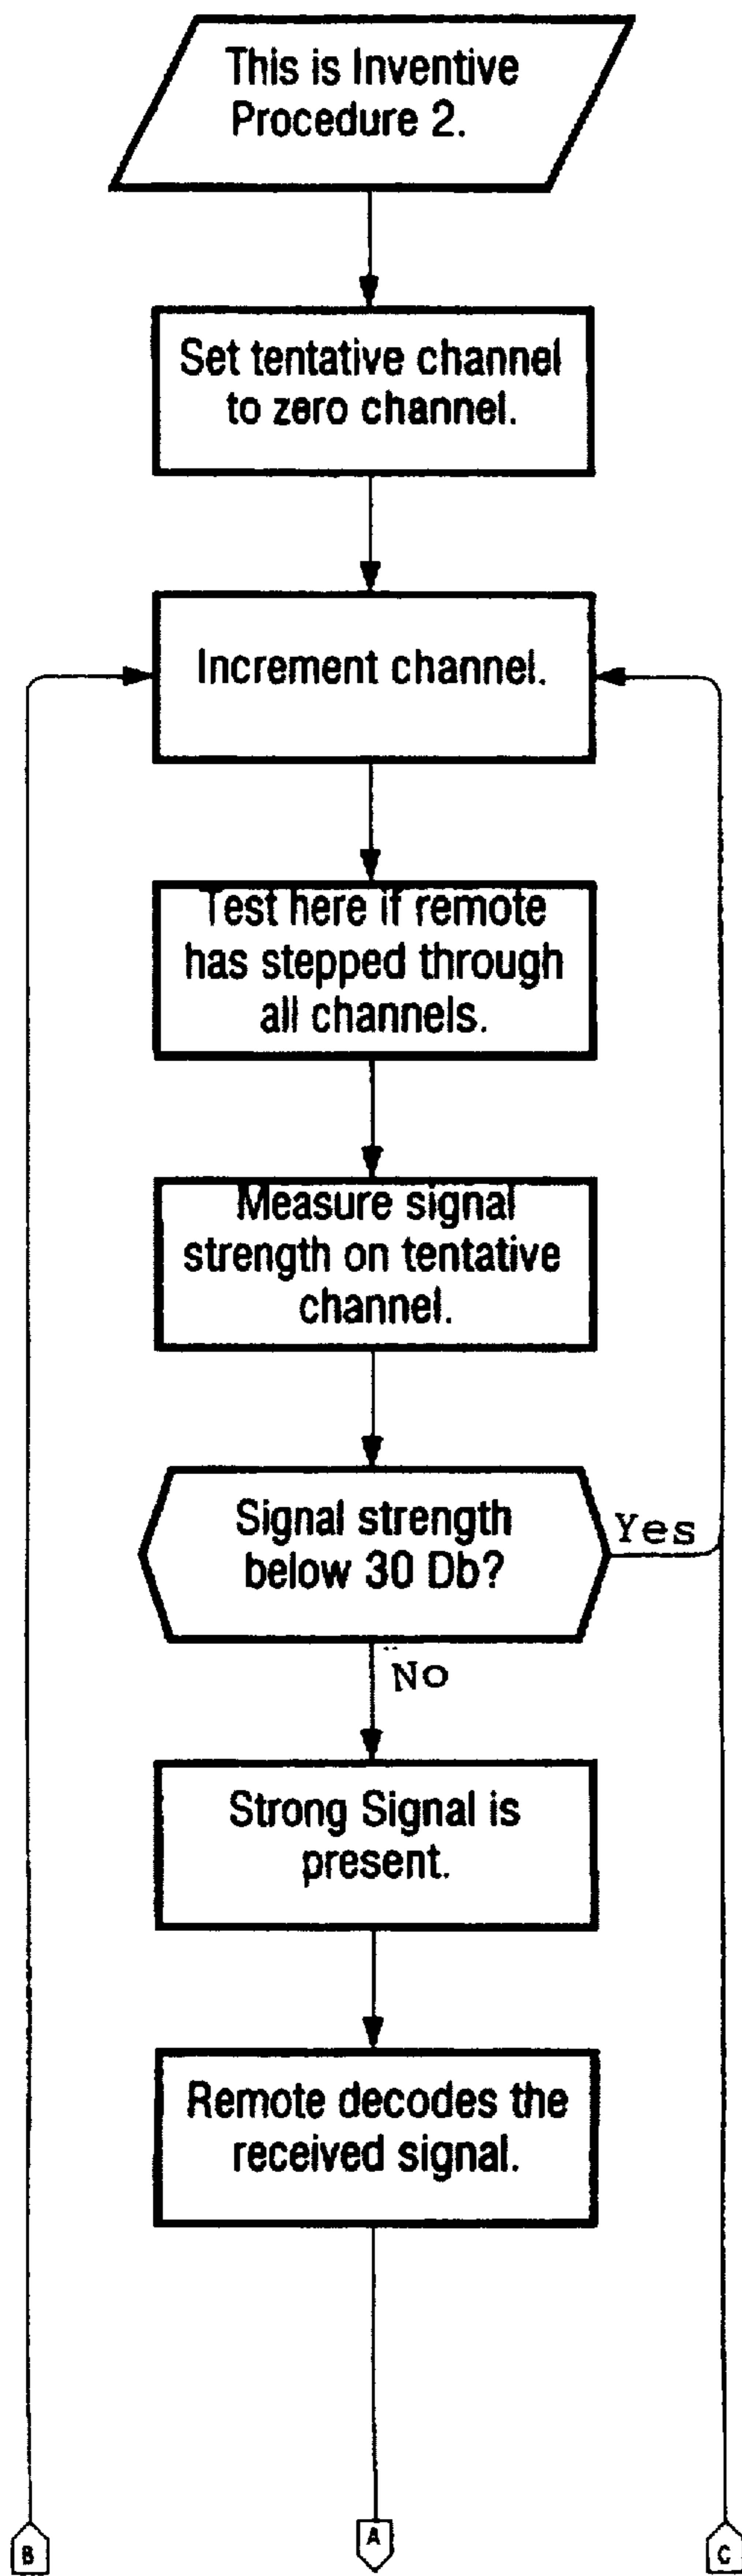 This is Inventive
Procedure 2.
Set tentative channel
to zero channel.
Increment channel.
Test here if remote
has stepped through
all channels.
Measure signal
strength on tentative
channel.
Signal strength
below 30 Db?
Yes
No
Strong Signal is
present.
Remote decodes the
received signal.
B
A
C